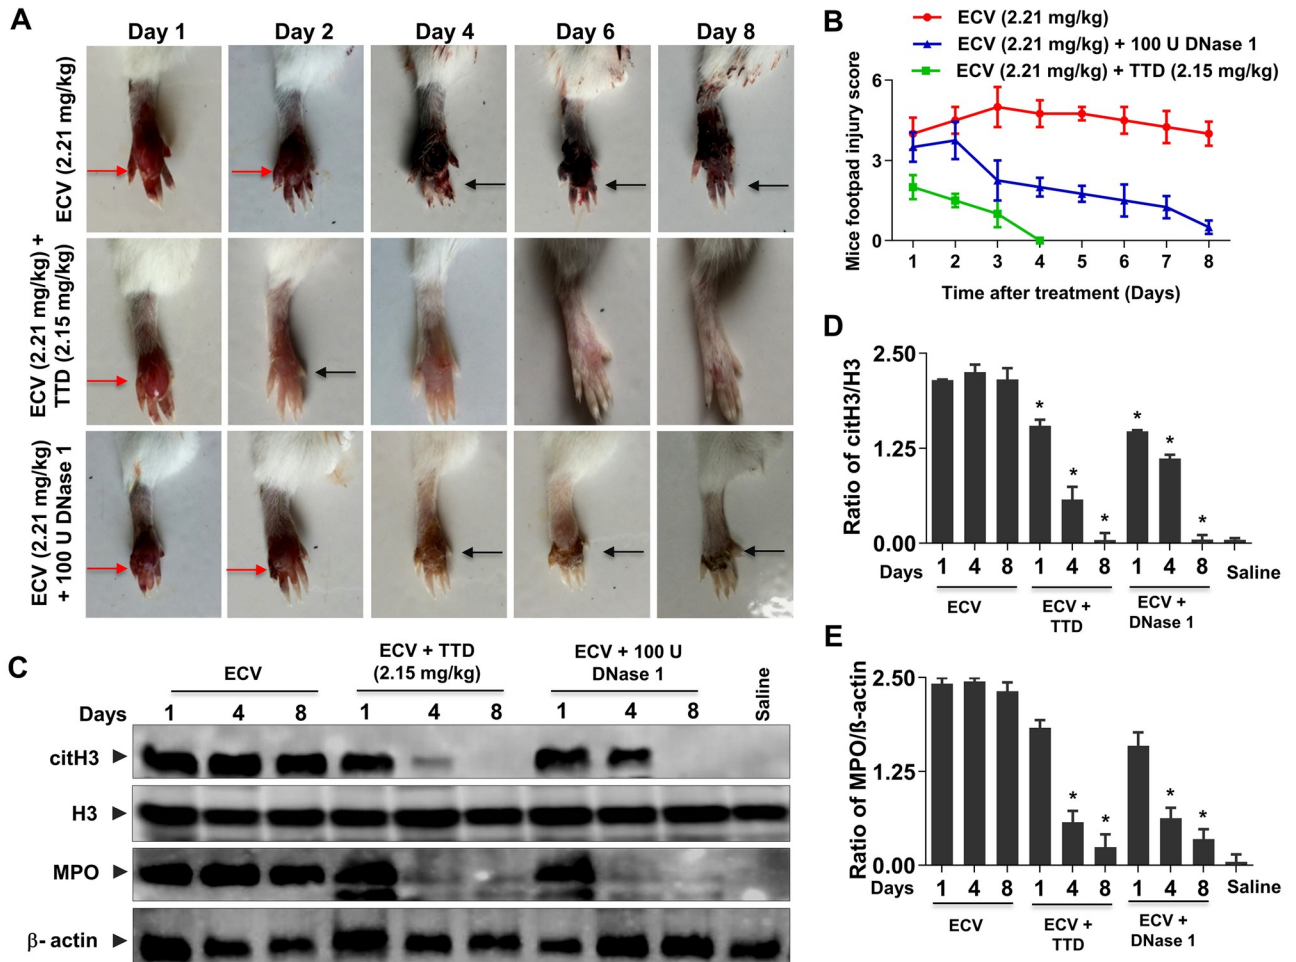 A
Day 1
Day 2
Day 4
Day 6
Day 8
ECV (2.21 mg/kg)
ECV (2.21 mg/kg) +
TTD (2.15 mg/kg)
ECV (2.21 mg/kg)
+ 100 U DNase 1
B
ECV (2.21 mg/kg)
ECV (2.21 mg/kg) + 100 U DNase 1
ECV (2.21 mg/kg) + TTD (2.15 mg/kg)
Mice footpad injury score
6
3
0
1 2 3 4 5 6 7 8
Time after treatment (Days)
C
ECV
ECV + TTD
(2.15 mg/kg)
ECV + 100 U
DNase 1
Saline
Days 1 4 8 1 4 8 1 4 8
citH3
H3
MPO
β- actin
D
Ratio of citH3/H3
2.50
1.25
0.00
* * * * * *
Days 1 4 8 1 4 8 1 4 8 Saline
ECV
ECV +
TTD
ECV +
DNase 1
E
Ratio of MPO/ß-actin
2.50
1.25
0.00
* * * *
Days 1 4 8 1 4 8 1 4 8 Saline
ECV
ECV +
TTD
ECV +
DNase 1